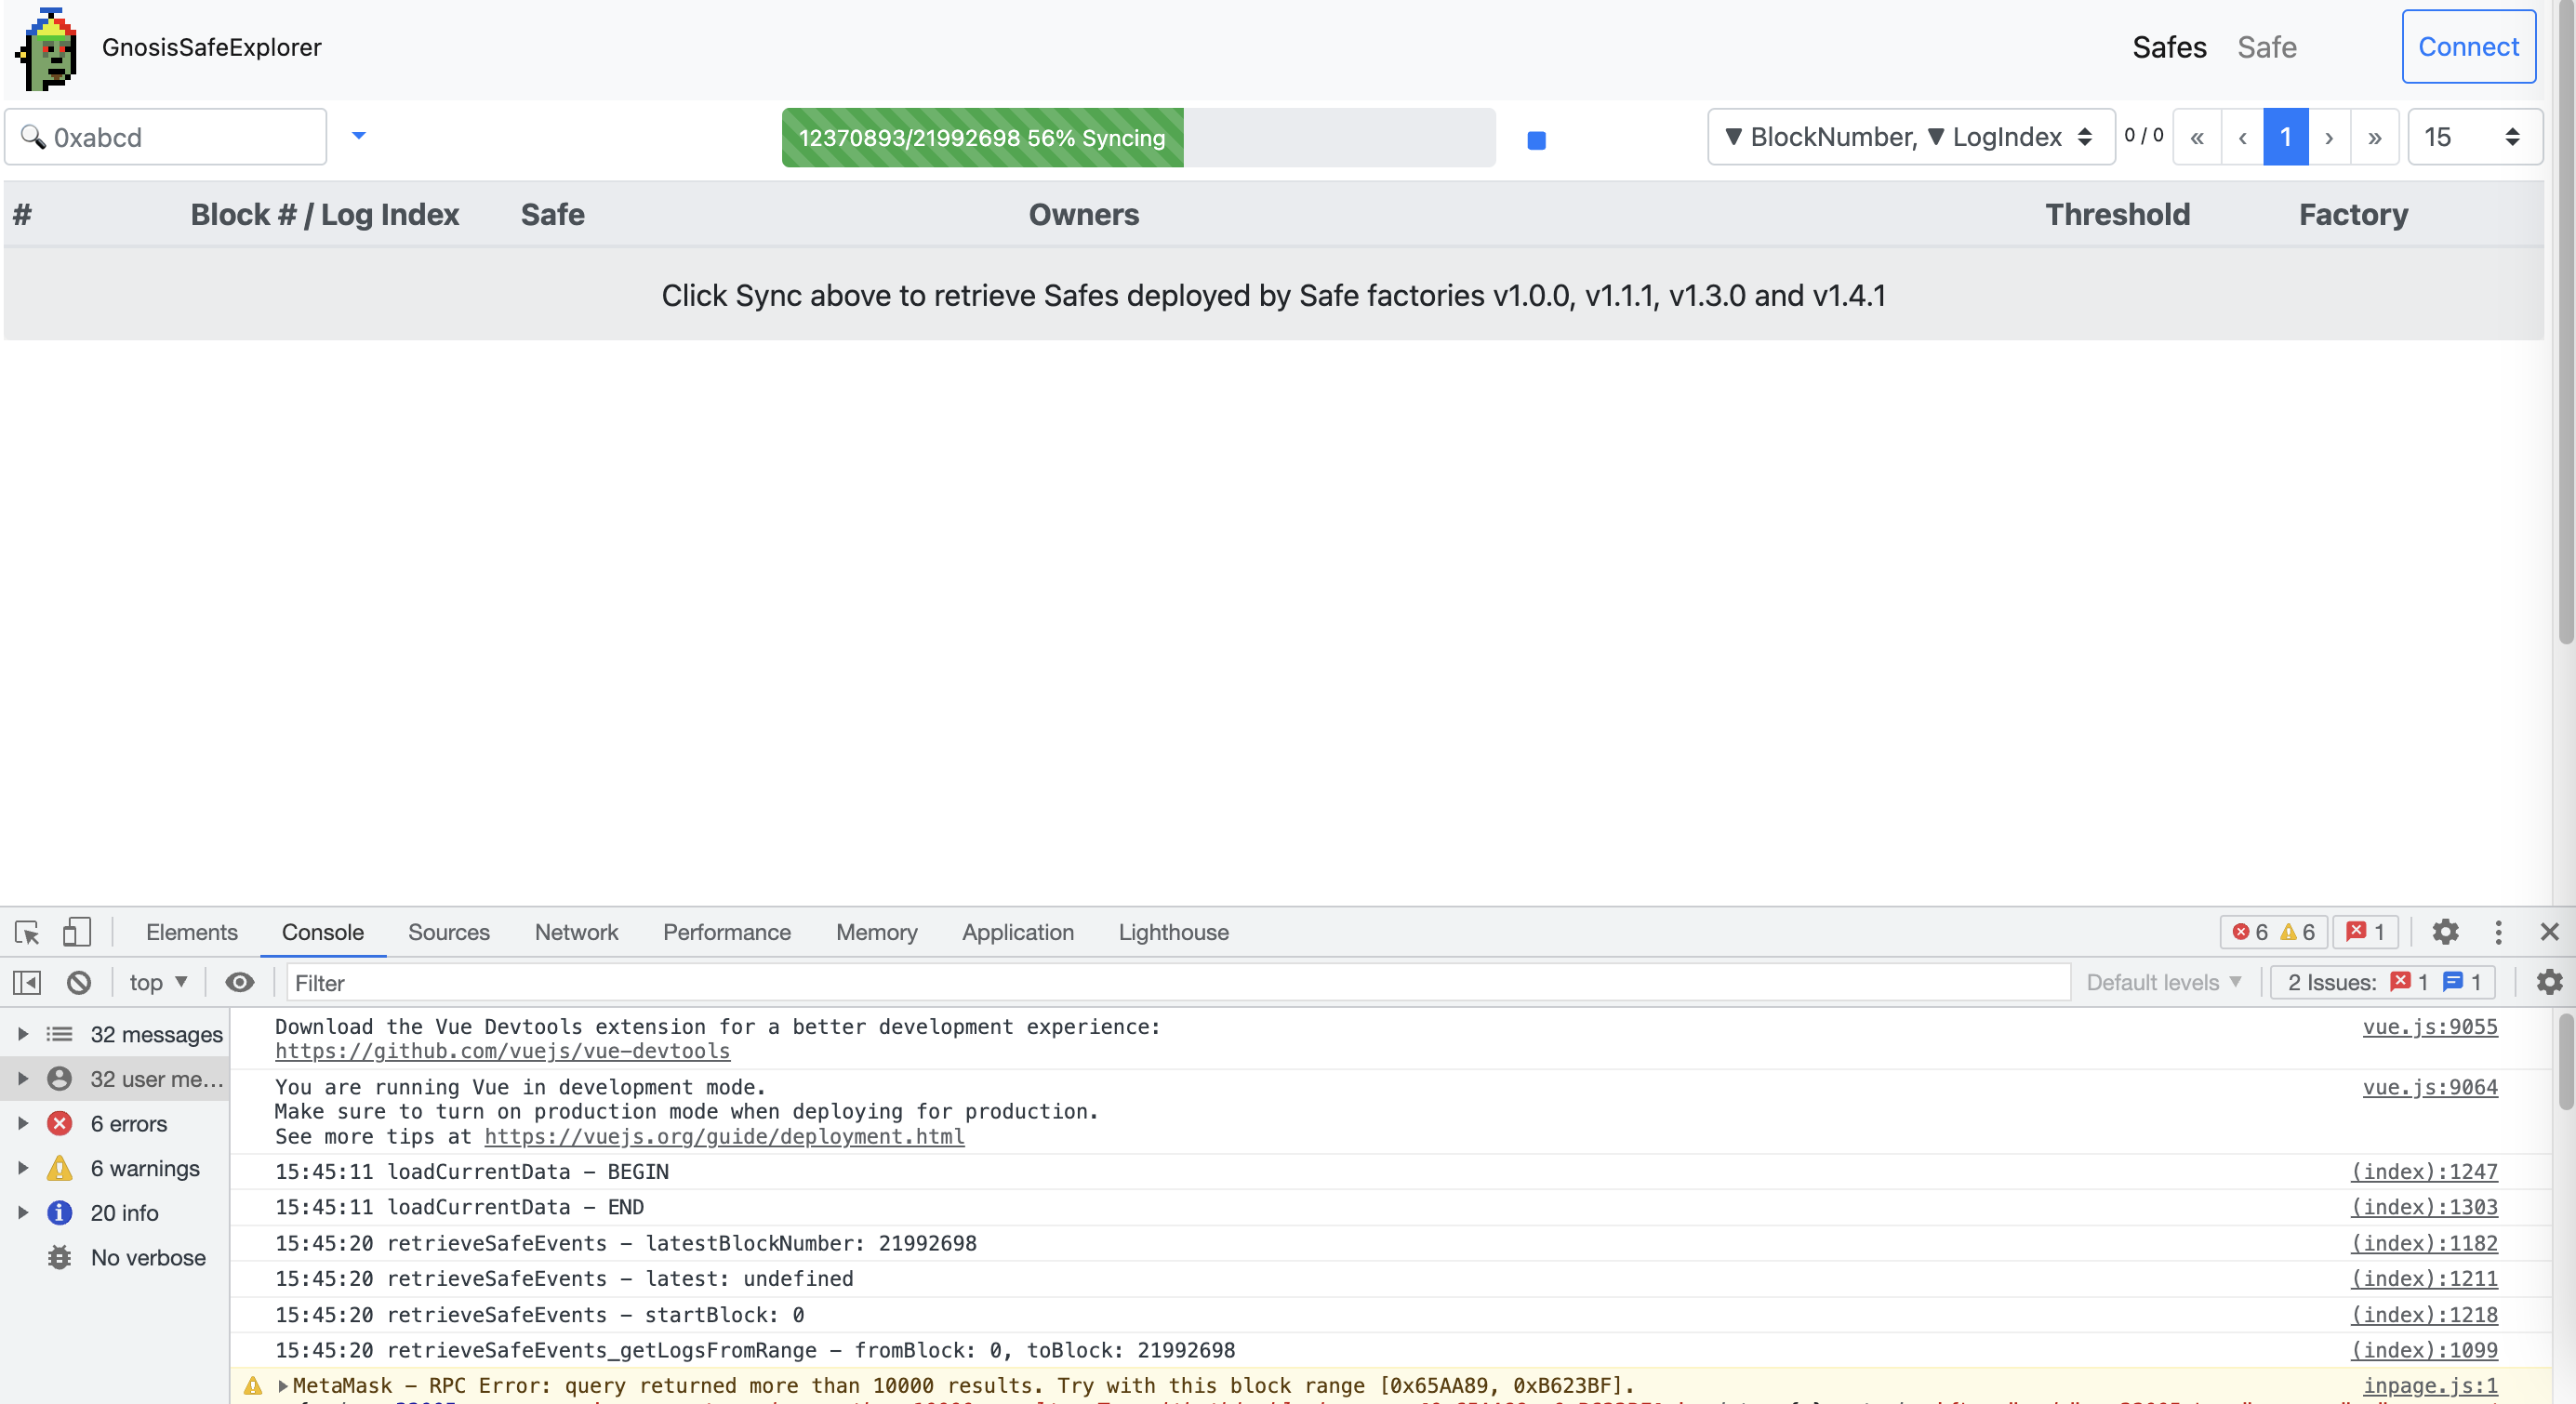 GnosisSafeExplorer
Safes Safe Connect
0xabcd
12370893/21992698 56% Syncing
▼ BlockNumber, ▼ LogIndex
0 / 0
« ‹ 1 › »
15
# Block # / Log Index Safe Owners Threshold Factory
Click Sync above to retrieve Safes deployed by Safe factories v1.0.0, v1.1.1, v1.3.0 and v1.4.1
Elements Console Sources Network Performance Memory Application Lighthouse 6 6 1
top ▼ Filter Default levels ▼ 2 Issues: 1 1
32 messages
32 user me…
6 errors
6 warnings
20 info
No verbose
Download the Vue Devtools extension for a better development experience: vue.js:9055
https://github.com/vuejs/vue-devtools
You are running Vue in development mode. vue.js:9064
Make sure to turn on production mode when deploying for production.
See more tips at https://vuejs.org/guide/deployment.html
15:45:11 loadCurrentData - BEGIN (index):1247
15:45:11 loadCurrentData - END (index):1303
15:45:20 retrieveSafeEvents - latestBlockNumber: 21992698 (index):1182
15:45:20 retrieveSafeEvents - latest: undefined (index):1211
15:45:20 retrieveSafeEvents - startBlock: 0 (index):1218
15:45:20 retrieveSafeEvents_getLogsFromRange - fromBlock: 0, toBlock: 21992698 (index):1099
MetaMask - RPC Error: query returned more than 10000 results. Try with this block range [0x65AA89, 0xB623BF]. inpage.js:1